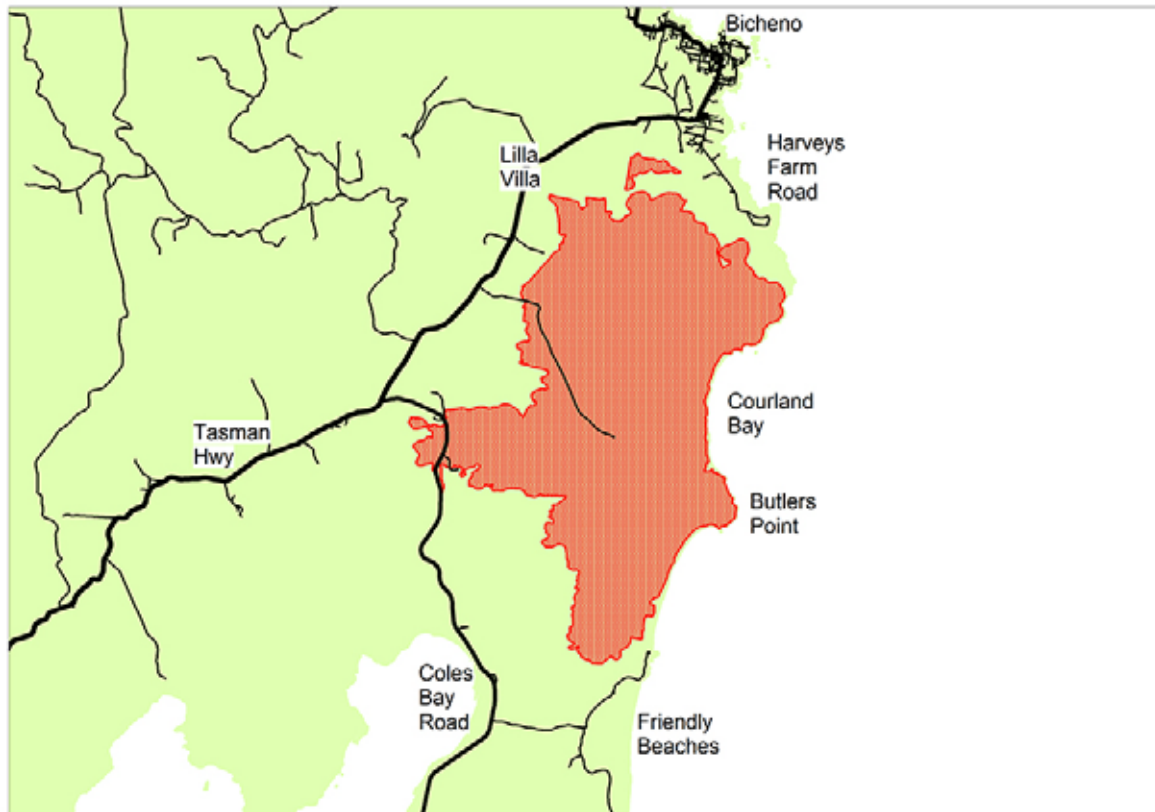 Bicheno
Harveys
Farm
Road
Lilla
Villa
Courland
Bay
Tasman
Hwy
Butlers
Point
Coles
Bay
Road
Friendly
Beaches